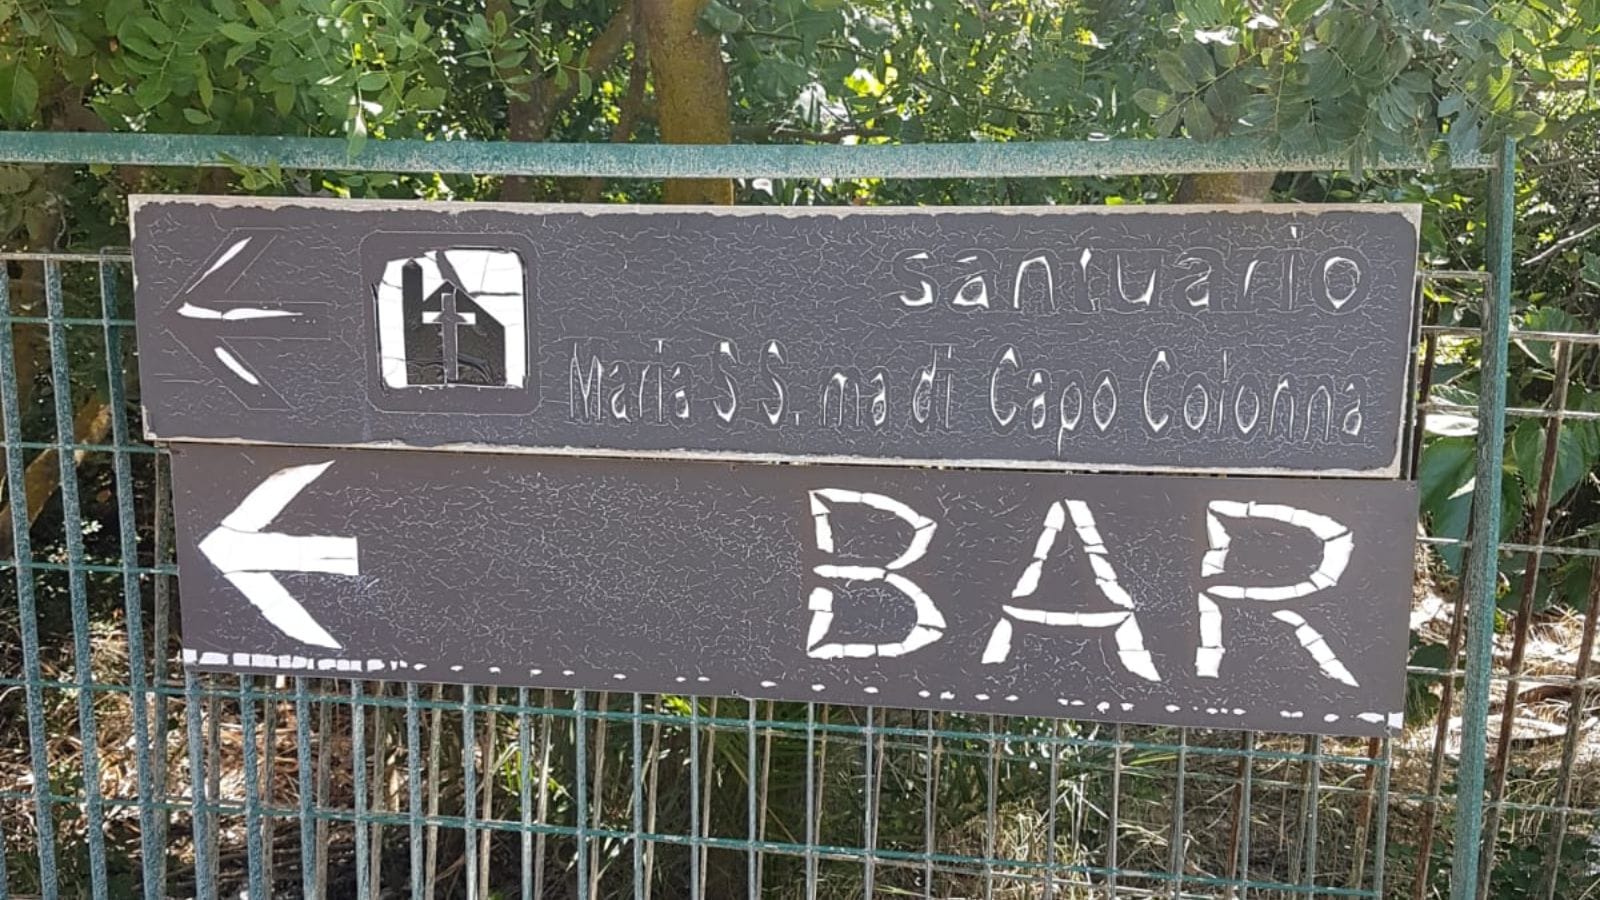 santuario
Maria S S. ma di Capo Colonna
BAR